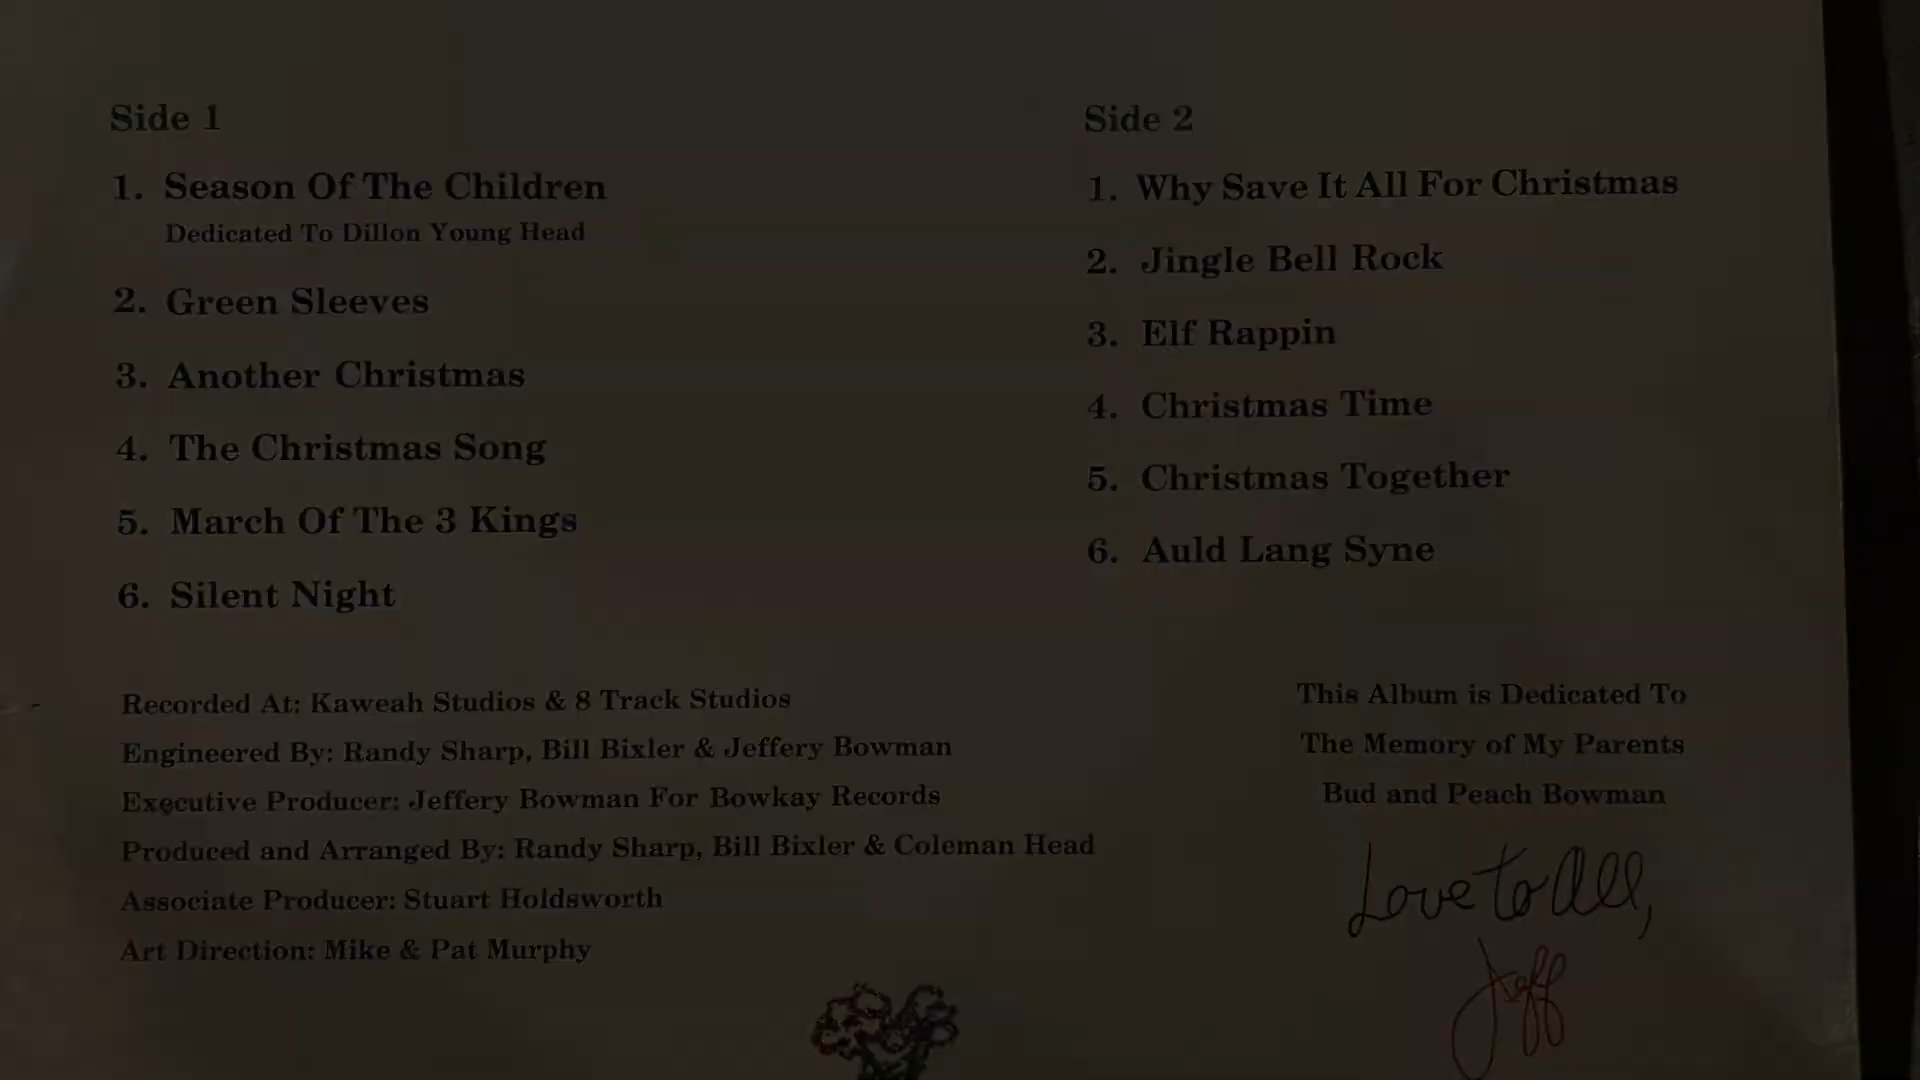 Side 1
1. Season Of The Children
Dedicated To Dillon Young Head
2. Green Sleeves
3. Another Christmas
4. The Christmas Song
5. March Of The 3 Kings
6. Silent Night
Side 2
1. Why Save It All For Christmas
2. Jingle Bell Rock
3. Elf Rappin
4. Christmas Time
5. Christmas Together
6. Auld Lang Syne
Recorded At: Kaweah Studios & 8 Track Studios
Engineered By: Randy Sharp, Bill Bixler & Jeffery Bowman
Executive Producer: Jeffery Bowman For Bowkay Records
Produced and Arranged By: Randy Sharp, Bill Bixler & Coleman Head
Associate Producer: Stuart Holdsworth
Art Direction: Mike & Pat Murphy
This Album is Dedicated To
The Memory of My Parents
Bud and Peach Bowman
Love to All,
Jeff